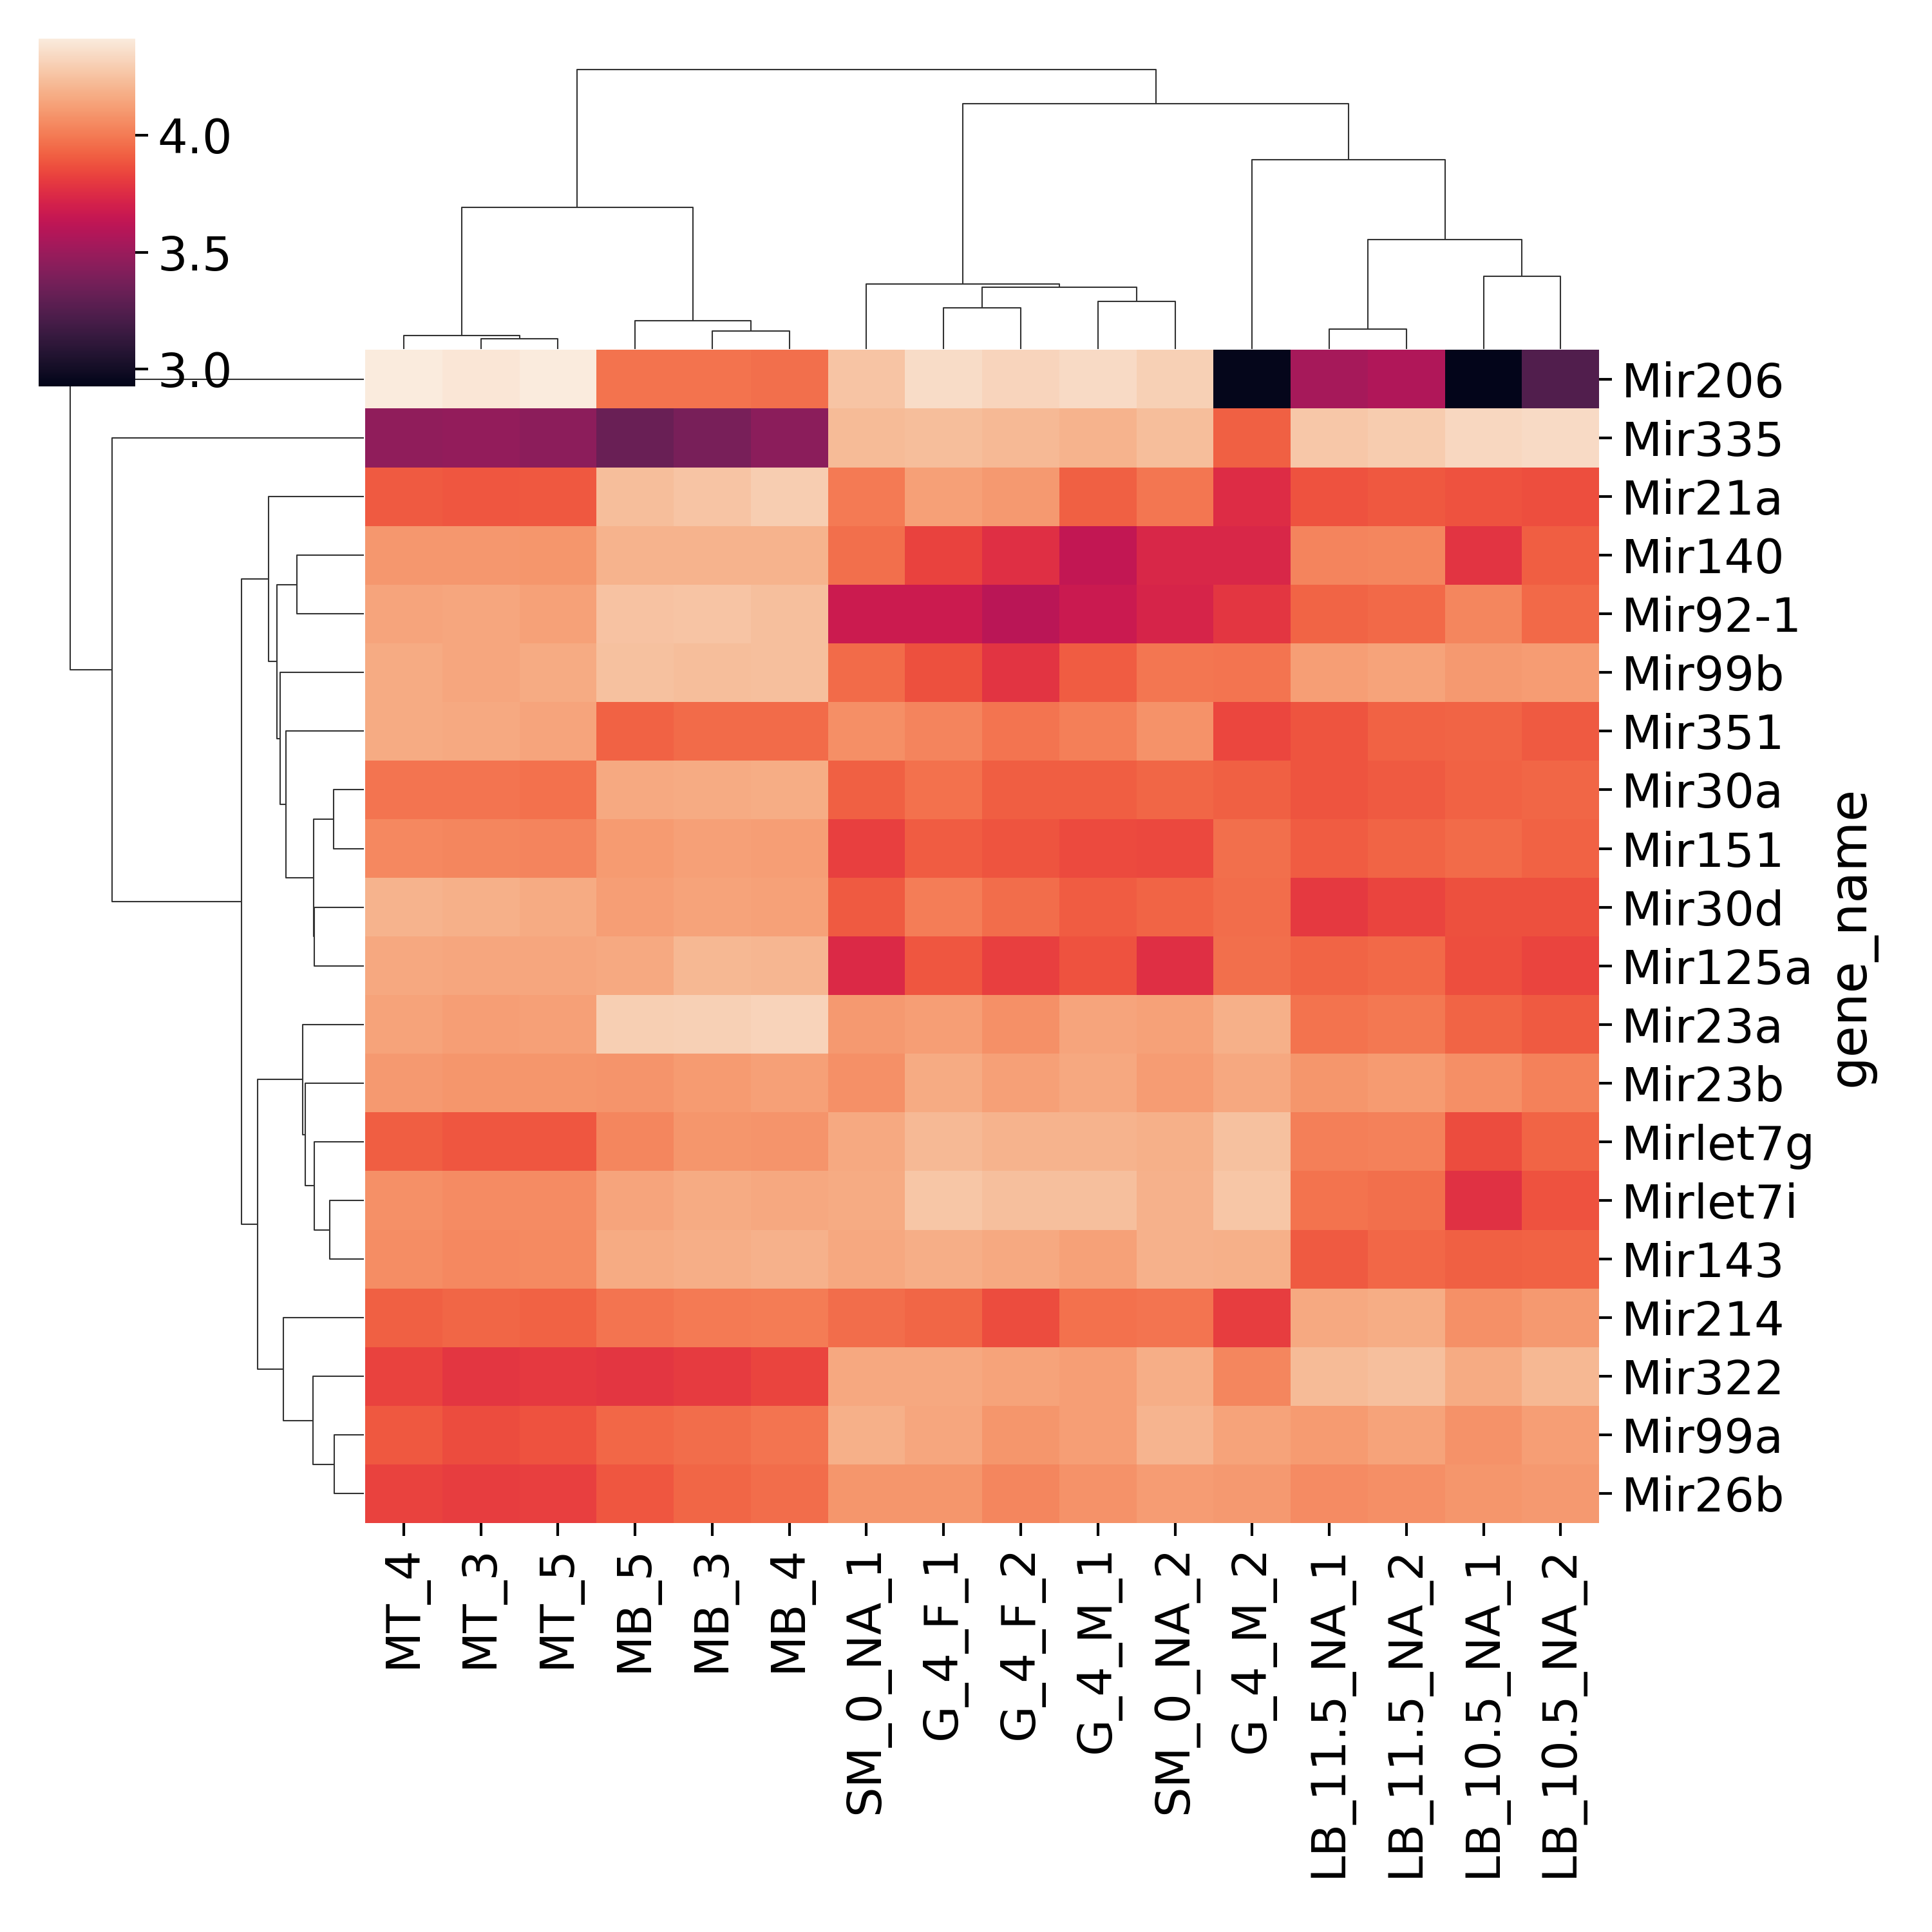 4.0
3.5
3.0
Mir206
Mir335
Mir21a
Mir140
Mir92-1
Mir99b
Mir351
Mir30a
Mir151
Mir30d
Mir125a
Mir23a
Mir23b
Mirlet7g
Mirlet7i
Mir143
Mir214
Mir322
Mir99a
Mir26b
gene_name
MT_4
MT_3
MT_5
MB_5
MB_3
MB_4
SM_0_NA_1
G_4_F_1
G_4_F_2
G_4_M_1
SM_0_NA_2
G_4_M_2
LB_11.5_NA_1
LB_11.5_NA_2
LB_10.5_NA_1
LB_10.5_NA_2